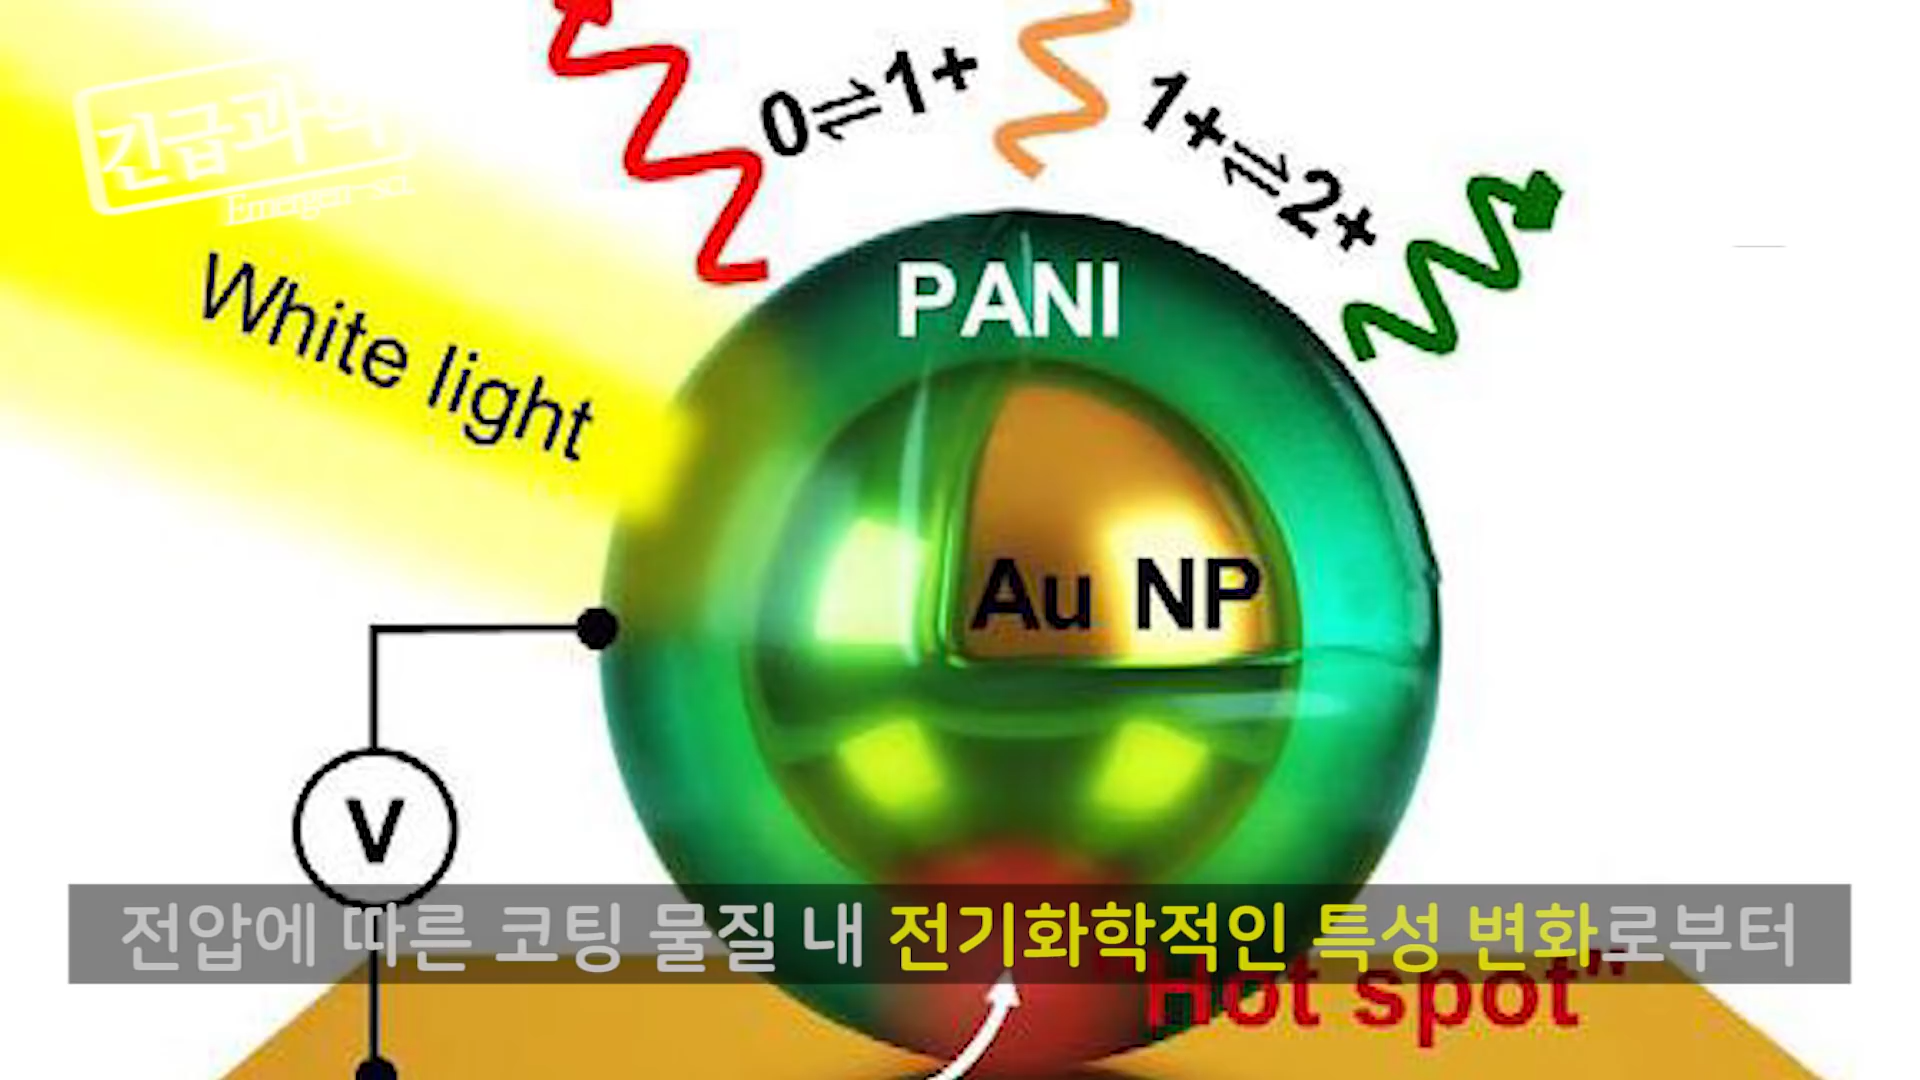 긴급과학
Emergen-sci.
0⇌1+
1+⇌2+
White light
PANI
Au NP
V
전압에 따른 코팅 물질 내 전기화학적인 특성 변화로부터
"Hot spot"